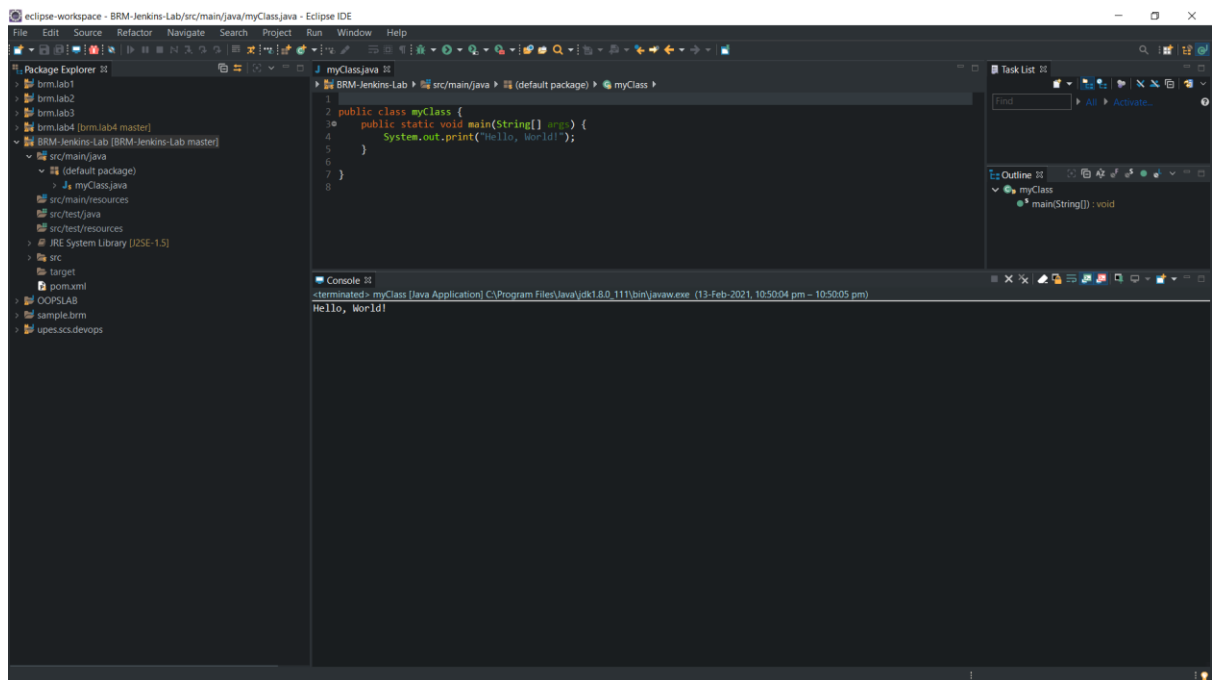 eclipse-workspace - BRM-Jenkins-Lab/src/main/java/myClass.java - Eclipse IDE
File Edit Source Refactor Navigate Search Project Run Window Help
Package Explorer
brm.lab1
brm.lab2
brm.lab3
brm.lab4 [brm.lab4 master]
BRM-Jenkins-Lab [BRM-Jenkins-Lab master]
src/main/java
(default package)
myClass.java
src/main/resources
src/test/java
src/test/resources
JRE System Library [J2SE-1.5]
src
target
pom.xml
OOPSLAB
sample.brm
upes.scs.devops
myClass.java
BRM-Jenkins-Lab src/main/java (default package) myClass
1
2 public class myClass {
3 public static void main(String[] args) {
4 System.out.print("Hello, World!");
5 }
6
7 }
8
Console
<terminated> myClass [Java Application] C:\Program Files\Java\jdk1.8.0_111\bin\javaw.exe (13-Feb-2021, 10:50:04 pm – 10:50:05 pm)
Hello, World!
Task List
Find All Activate...
Outline
myClass
main(String[]) : void